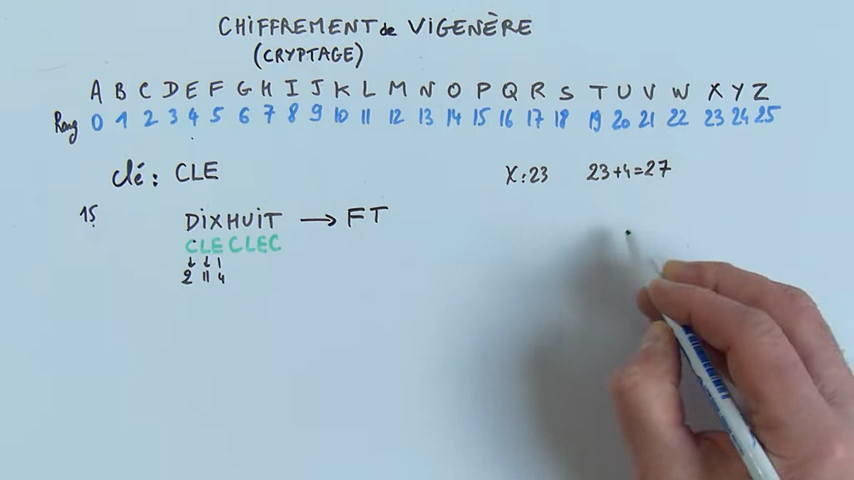 CHIFFREMENT de VIGENÈRE
(CRYPTAGE)
A B C D E F G H I J K L M N O P Q R S T U V W X Y Z
Rang 0 1 2 3 4 5 6 7 8 9 10 11 12 13 14 15 16 17 18 19 20 21 22 23 24 25
clé : CLE
X : 23 23+4=27
15
DIXHUIT → FT
CLECLEC
2 11 4